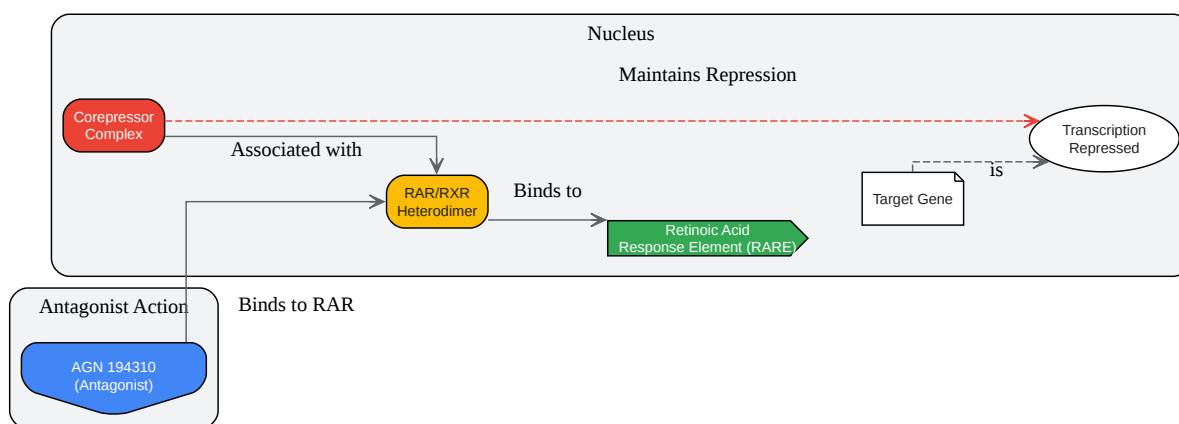 Nucleus
Maintains Repression
Corepressor
Complex
Transcription
Repressed
Associated with
is
RAR/RXR
Heterodimer
Binds to
Target Gene
Retinoic Acid
Response Element (RARE)
Antagonist Action
Binds to RAR
AGN 194310
(Antagonist)